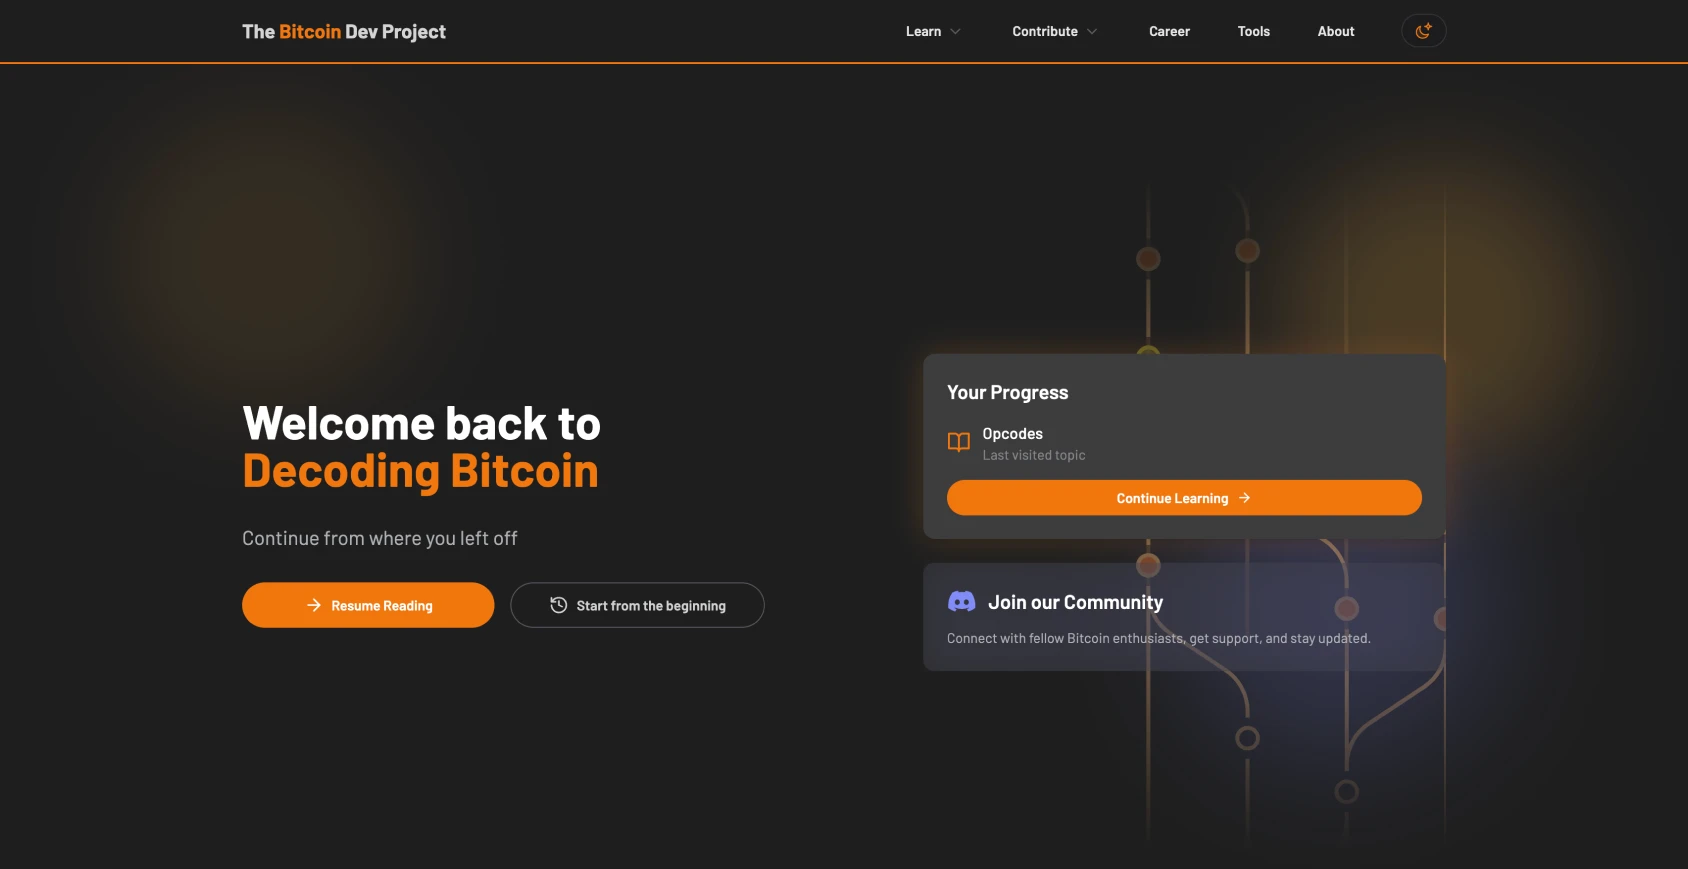 The Bitcoin Dev Project
Learn
Contribute
Career
Tools
About
Welcome back to
Decoding Bitcoin
Continue from where you left off
Resume Reading
Start from the beginning
Your Progress
Opcodes
Last visited topic
Continue Learning
Join our Community
Connect with fellow Bitcoin enthusiasts, get support, and stay updated.